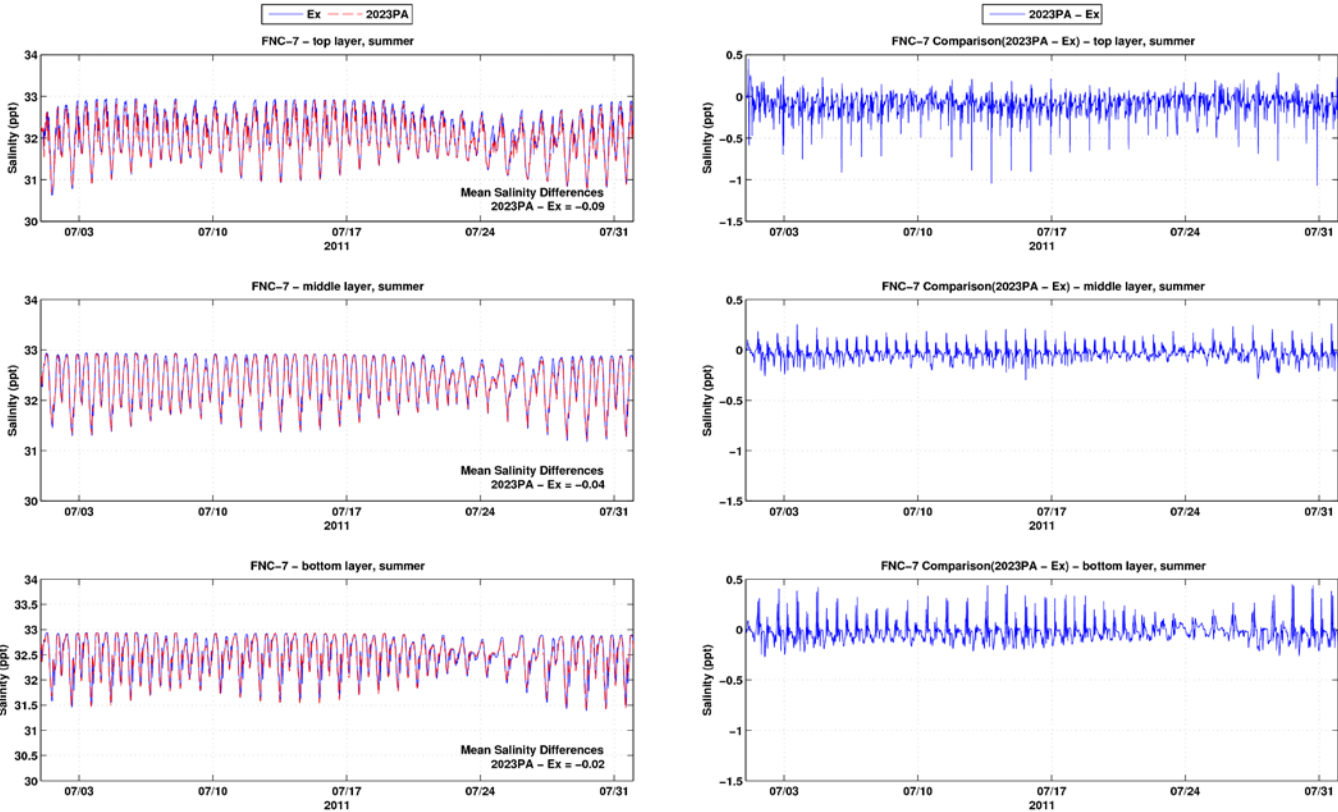 Ex 2023PA
2023PA − Ex
FNC−7 − top layer, summer
34
33
32
31
30
Salinity (ppt)
Mean Salinity Differences
2023PA − Ex = −0.09
07/03 07/10 07/17 07/24 07/31
2011
FNC−7 Comparison(2023PA − Ex) − top layer, summer
0.5
0
−0.5
−1
−1.5
Salinity (ppt)
07/03 07/10 07/17 07/24 07/31
2011
FNC−7 − middle layer, summer
34
33
32
31
30
Salinity (ppt)
Mean Salinity Differences
2023PA − Ex = −0.04
07/03 07/10 07/17 07/24 07/31
2011
FNC−7 Comparison(2023PA − Ex) − middle layer, summer
0.5
0
−0.5
−1
−1.5
Salinity (ppt)
07/03 07/10 07/17 07/24 07/31
2011
FNC−7 − bottom layer, summer
34
33.5
33
32.5
32
31.5
31
30.5
30
Salinity (ppt)
Mean Salinity Differences
2023PA − Ex = −0.02
07/03 07/10 07/17 07/24 07/31
2011
FNC−7 Comparison(2023PA − Ex) − bottom layer, summer
0.5
0
−0.5
−1
−1.5
Salinity (ppt)
07/03 07/10 07/17 07/24 07/31
2011